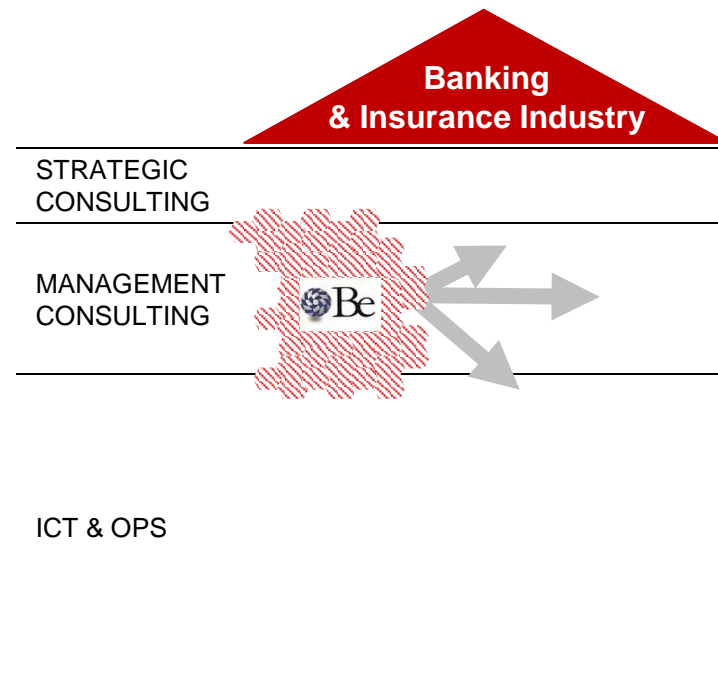 Banking
& Insurance Industry
STRATEGIC
CONSULTING
MANAGEMENT
CONSULTING
Be
ICT & OPS